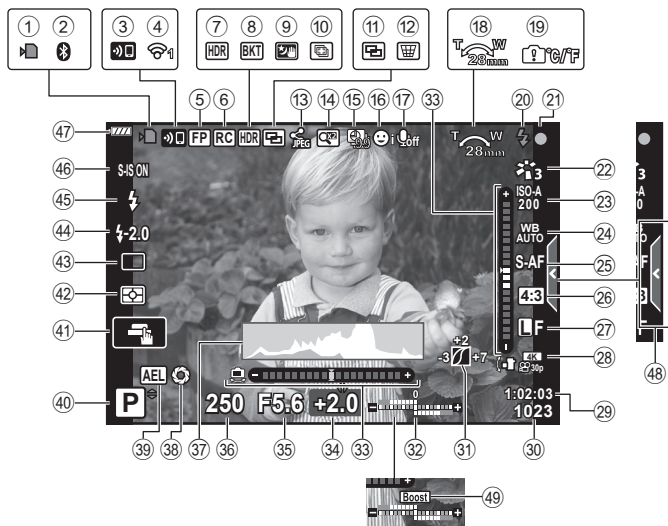 ① ② ③ ④ ⑦ ⑧ ⑨ ⑩ ⑪ ⑫ ⑱ ⑲
1 HDR BKT T W 28mm °C/°F
⑤ ⑥ ⑬ ⑭ ⑮ ⑯ ⑰ ㉝ ⑳ ㉑
㊼ FP RC HDR JPEG X2 i off T W 28mm
㊻ S-IS ON 3 ㉒
+ ISO-A 200 ㉓
㊺
㊹ -2.0 WB AUTO ㉔
㊸ S-AF ㉕
㊷ 4:3 ㉖
㊶ L F ㉗
+2
-3 +7 4K 30p ㉘
- + ㊽
AEL 0 1:02:03 ㉙
㊵ P 250 F5.6 +2.0 1023
㊴ ㊳ ㊲ ㊱ ㉟ ㉞ ㉝ ㉜ ㉛ ㉚
+
Boost ㊾